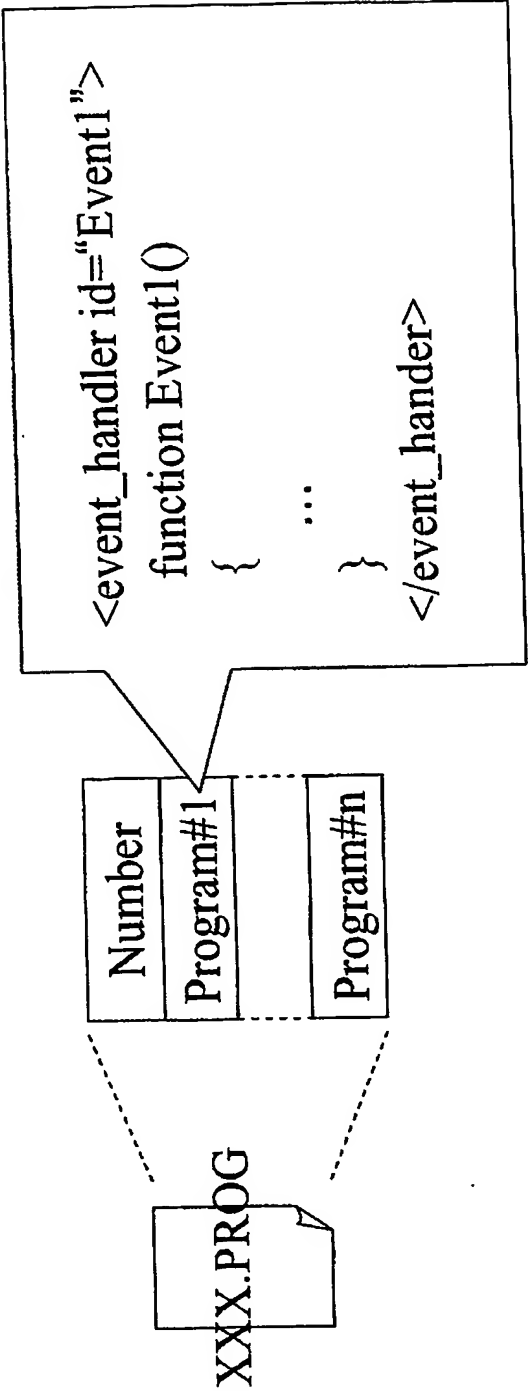 XXX.PROG
Number
Program#1
Program#n
<event_handler id=“Event1”>
function Event1()
{
...
}
</event_hander>